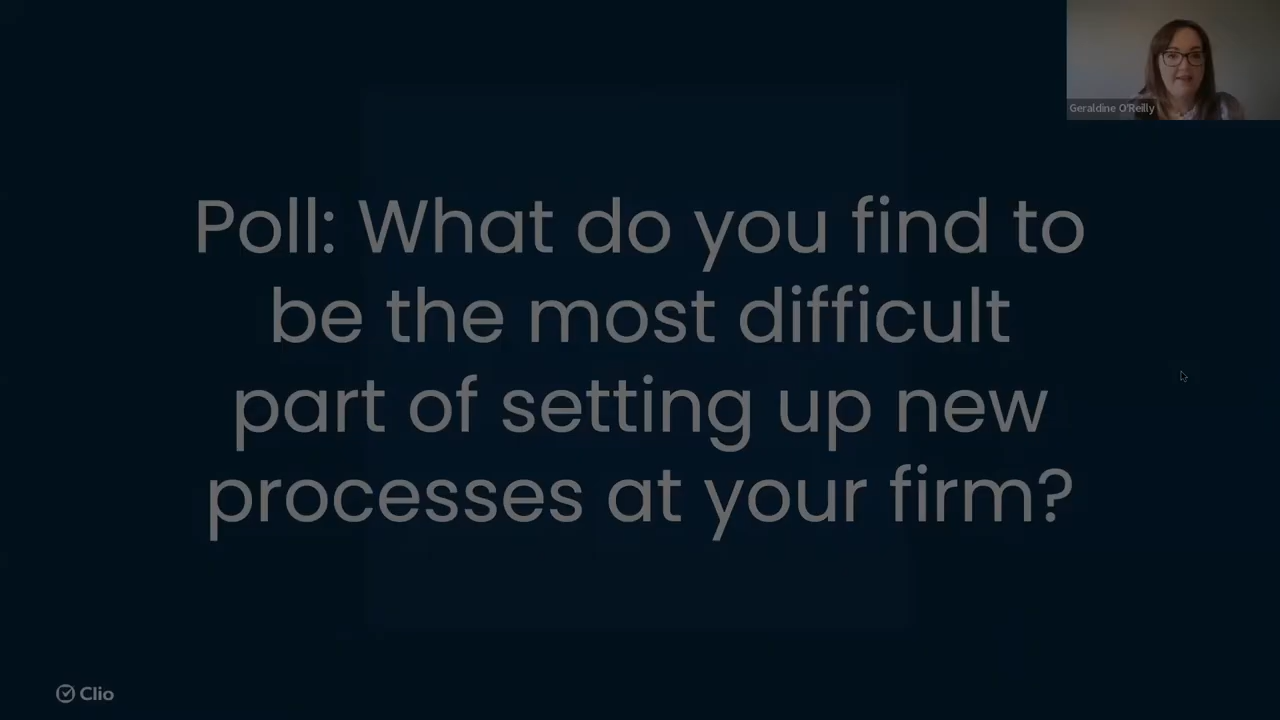 Geraldine O'Reilly
Poll: What do you find to
be the most difficult
part of setting up new
processes at your firm?
Clio